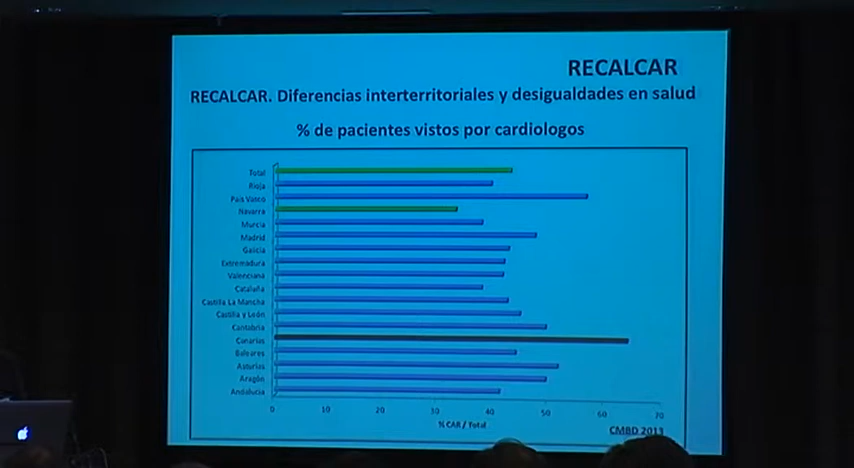 RECALCAR
RECALCAR. Diferencias interterritoriales y desigualdades en salud
% de pacientes vistos por cardiologos
Total
Rioja
País Vasco
Navarra
Murcia
Madrid
Galicia
Extremadura
Valenciana
Cataluña
Castilla La Mancha
Castilla y León
Cantabria
Canarias
Baleares
Asturias
Aragón
Andalucia
0 10 20 30 40 50 60 70
% CAR / Total
CMBD 2013